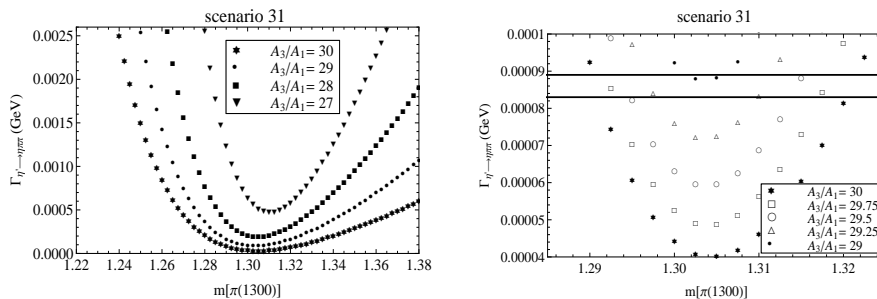 scenario 31
0.0025
0.0020
0.0015
0.0010
0.0005
0.0000
Γη'→ηππ (GeV)
A3/A1= 30
A3/A1= 29
A3/A1= 28
A3/A1= 27
1.22 1.24 1.26 1.28 1.30 1.32 1.34 1.36 1.38
m[π(1300)]
scenario 31
0.0001
0.00009
0.00008
0.00007
0.00006
0.00005
0.00004
Γη'→ηππ (GeV)
A3/A1= 30
A3/A1= 29.75
A3/A1= 29.5
A3/A1= 29.25
A3/A1= 29
1.29 1.30 1.31 1.32
m[π(1300)]